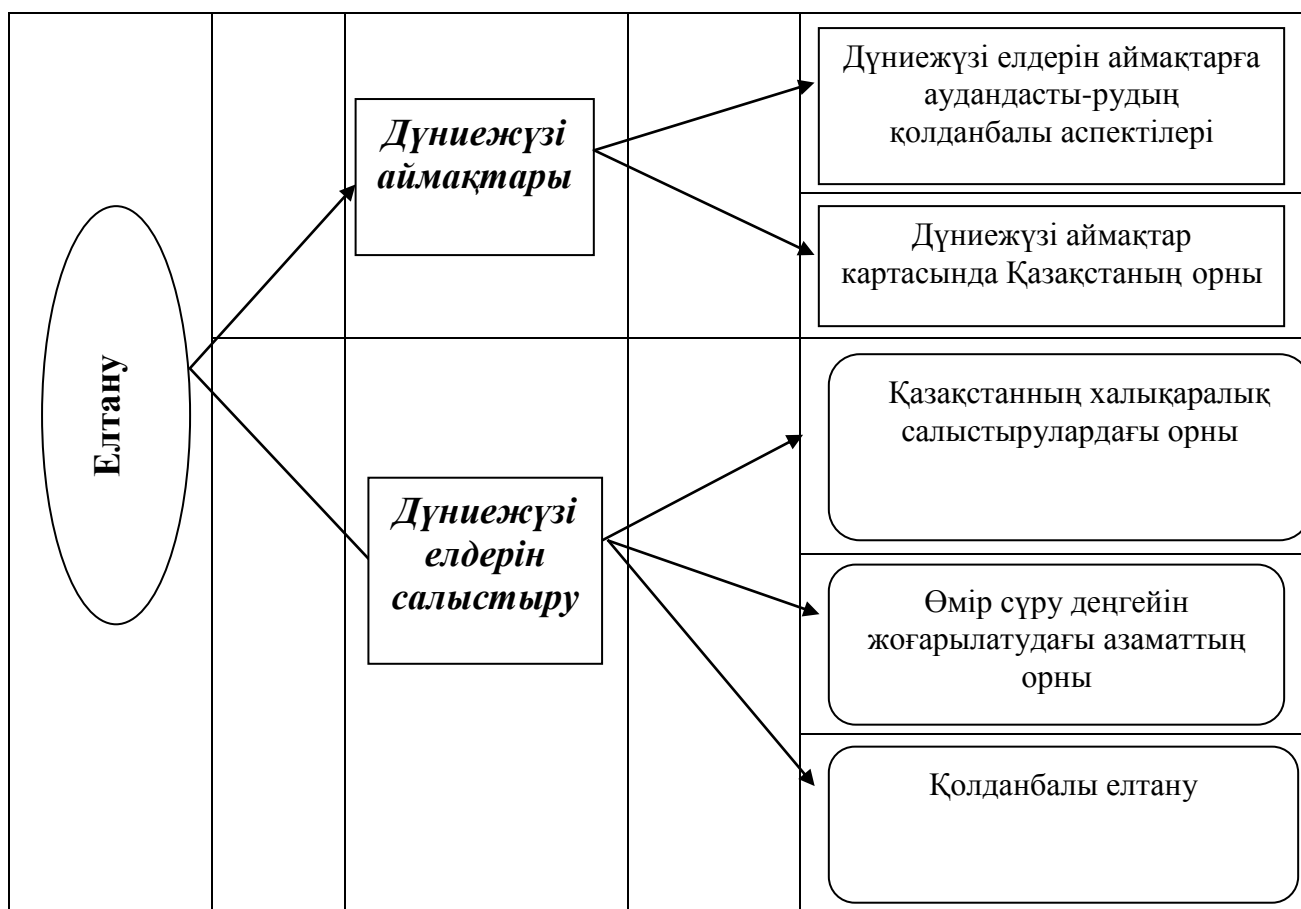 Елтану
Дүниежүзі
аймақтары
Дүниежүзі елдерін аймақтарға
аудандасты-рудың
қолданбалы аспектілері
Дүниежүзі аймақтар
картасында Қазақстаның орны
Дүниежүзі
елдерін
салыстыру
Қазақстанның халықаралық
салыстырулардағы орны
Өмір сүру деңгейін
жоғарылатудағы азаматтың
орны
Қолданбалы елтану